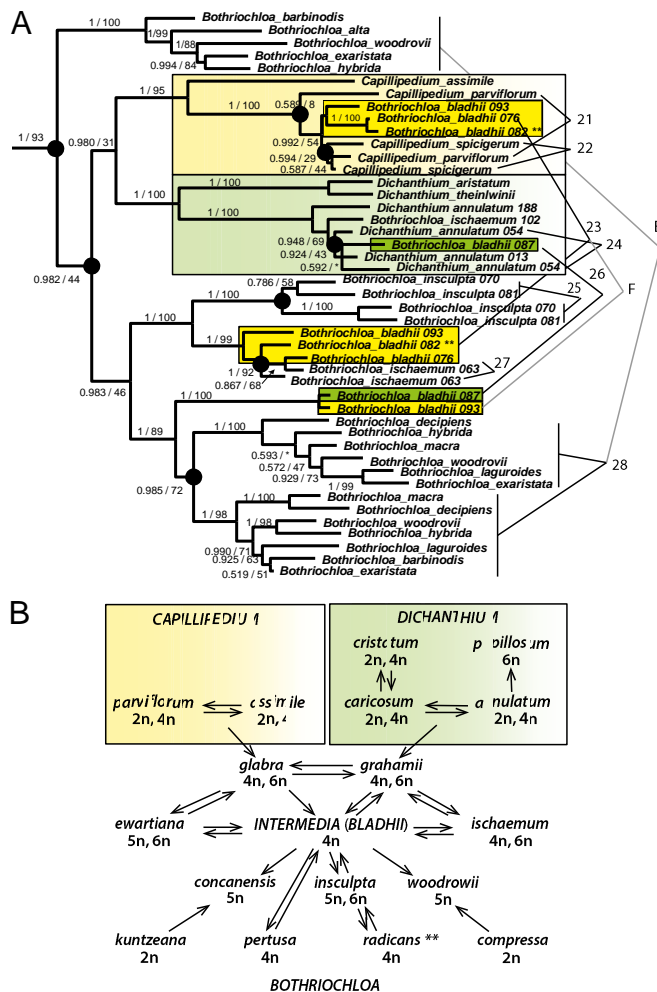 A
Bothriochloa_barbinodis
1 / 100
Bothriochloa_alta
1/99
Bothriochloa_woodrovii
1/88
Bothriochloa_exaristata
0.994 / 84
Bothriochloa_hybrida
Capillipedium_assimile
1 / 95
Capillipedium_parviflorum
0.589/8
1 / 100
Bothriochloa_bladhii 093
Bothriochloa_bladhii 076
1 / 100
21
Bothriochloa_bladhii 082 **
1 / 93
0.980 / 31
0.992 / 54
Capillipedium_spicigerum
22
0.594 / 29
Capillipedium_parviflorum
0.587 / 44
Capillipedium_spicigerum
1 / 100
Dichanthium_aristatum
Dichanthium_theinlwinii
1 / 100
Dichanthium_annulatum 188
Bothriochloa_ischaemum 102
23
Dichanthium_annulatum 054
0.948 / 69
Bothriochloa_bladhii 087
24
0.924 / 43
Dichanthium_annulatum 013
0.592 / *
Dichanthium_annulatum 054
26
0.982 / 44
0.786 / 58
Bothriochloa_insculpta 070
25
F
1 / 100
Bothriochloa_insculpta 081
1 / 100
Bothriochloa_insculpta 070
Bothriochloa_insculpta 081
Bothriochloa_bladhii 093
1 / 99
Bothriochloa_bladhii 082 **
Bothriochloa_bladhii 076
0.983 / 46
1 / 92
Bothriochloa_ischaemum 063
27
0.867 / 68
Bothriochloa_ischaemum 063
1 / 100
Bothriochloa_bladhii 087
Bothriochloa_bladhii 093
1 / 89
1 / 100
Bothriochloa_decipiens
Bothriochloa_hybrida
0.593 / *
Bothriochloa_macra
0.572 / 47
Bothriochloa_woodrovii
28
0.929 / 73
Bothriochloa_laguroides
0.985 / 72
1 / 99
Bothriochloa_exaristata
1 / 100
Bothriochloa_macra
Bothriochloa_decipiens
1 / 98
1 / 98
Bothriochloa_woodrovii
Bothriochloa_hybrida
0.990 / 71
Bothriochloa_laguroides
0.925 / 63
Bothriochloa_barbinodis
0.519 / 51
Bothriochloa_exaristata
B
cristatum
2n, 4n
6n
caricosum
2n, 4n
2n, 4n
parviflorum
2n, 4n
glabra
4n, 6n
grahamii
4n, 6n
ewartiana
5n, 6n
INTERMEDIA (BLADHII)
4n
ischaemum
4n, 6n
concanensis
5n
insculpta
5n, 6n
woodrowii
5n
kuntzeana
2n
pertusa
4n
radicans **
4n
compressa
2n
BOTHRIOCHLOA